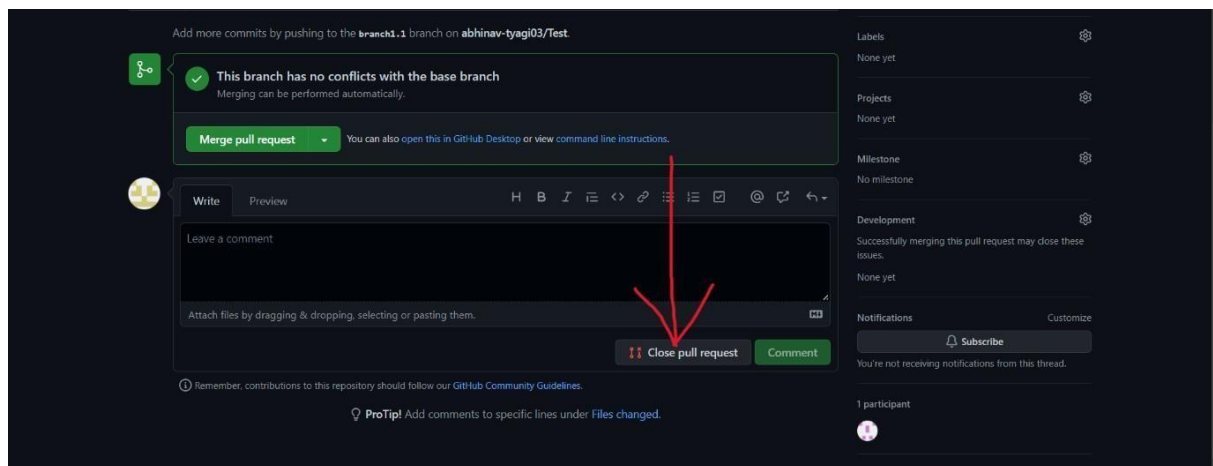 Add more commits by pushing to the branch1.1 branch on abhinav-tyagi03/Test.
This branch has no conflicts with the base branch
Merging can be performed automatically.
Merge pull request
You can also open this in GitHub Desktop or view command line instructions.
Write
Preview
H B I
Leave a comment
Attach files by dragging & dropping, selecting or pasting them.
Close pull request
Comment
Remember, contributions to this repository should follow our GitHub Community Guidelines.
ProTip! Add comments to specific lines under Files changed.
Labels
None yet
Projects
None yet
Milestone
No milestone
Development
Successfully merging this pull request may close these
issues.
None yet
Notifications
Customize
Subscribe
You're not receiving notifications from this thread.
1 participant